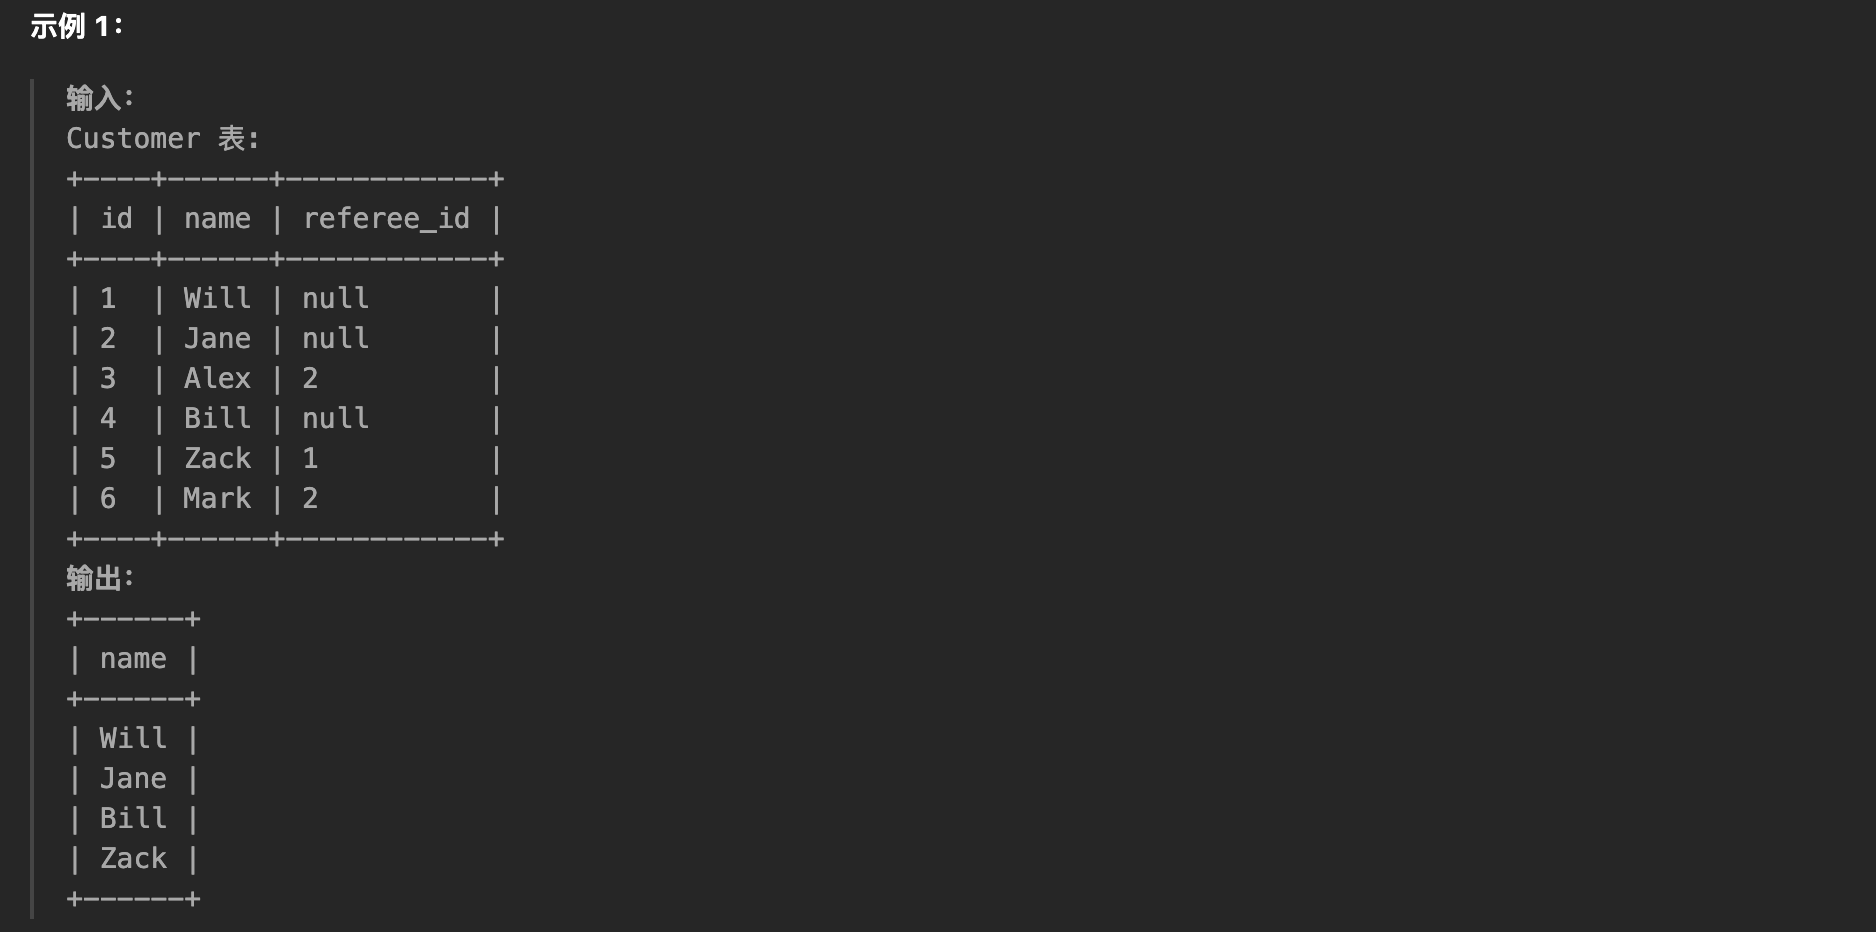 示例 1：
输入：
Customer 表:
+----+------+------------+
| id | name | referee_id |
+----+------+------------+
| 1  | Will | null       |
| 2  | Jane | null       |
| 3  | Alex | 2          |
| 4  | Bill | null       |
| 5  | Zack | 1          |
| 6  | Mark | 2          |
+----+------+------------+
输出：
+------+
| name |
+------+
| Will |
| Jane |
| Bill |
| Zack |
+------+